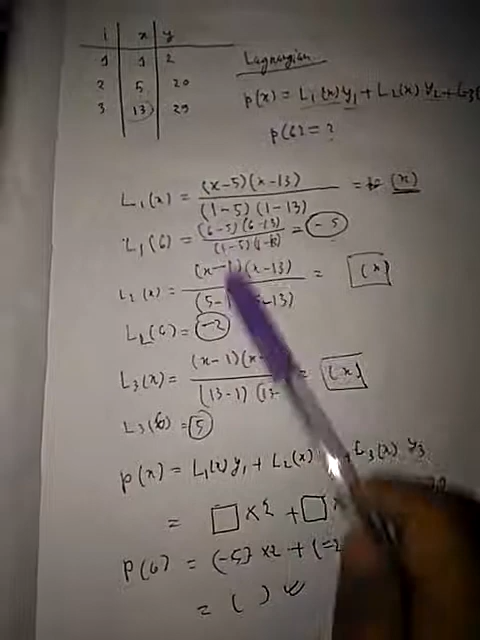 i x y
1 1 2
2 5 20
3 13 29
Lagrangian
p(x) = L₁(x)y₁ + L₂(x) y₂ + L₃(
p(6) = ?
L₁(x) = (x-5)(x-13) / (1-5)(1-13) = (x)
L₁(6) = (6-5)(6-13) / (1-5)(1-13) = -5
L₂(x) = (x-1)(x-13) / (5- -13) = (x)
L₂(6) = -2
L₃(x) = (x-1)(x- / (13-1)(13- = (x)
L₃(6) = 5
p(x) = L₁(x)y₁ + L₂(x) + L₃(x) y₃
= □ x2 + □ x
p(6) = (-5) x2 + (-2
= ( )